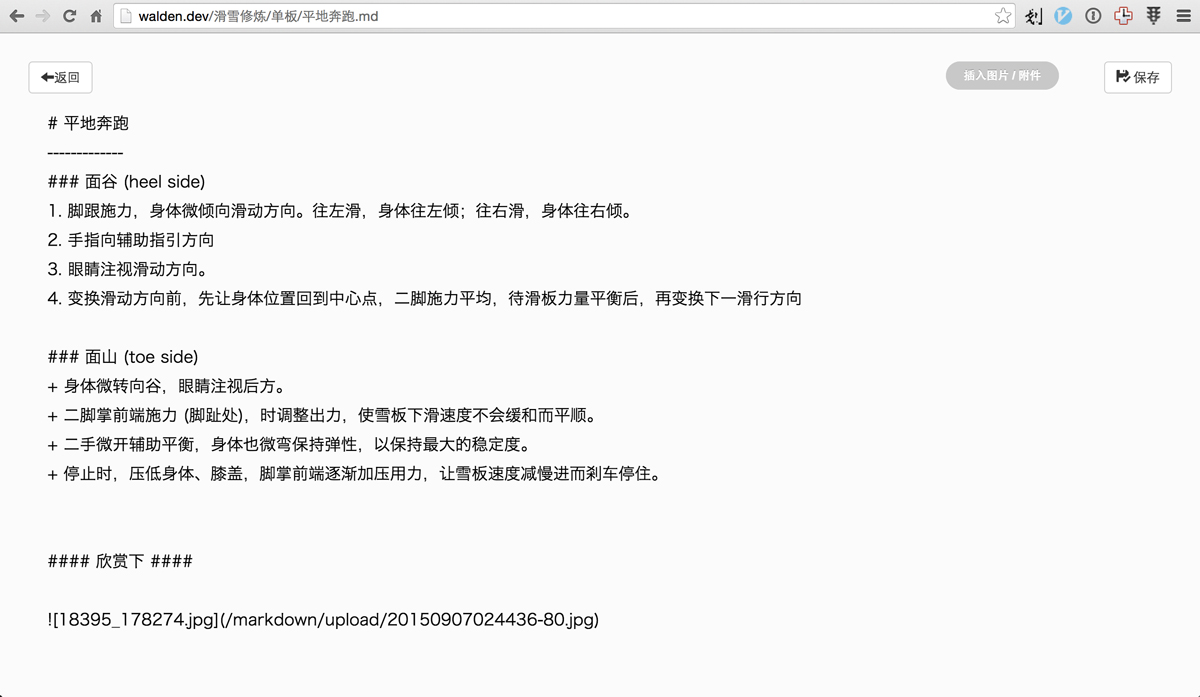 walden.dev/滑雪修炼/单板/平地奔跑.md
返回
插入图片 / 附件
保存
# 平地奔跑
-------------
### 面谷 (heel side)
1. 脚跟施力，身体微倾向滑动方向。往左滑，身体往左倾；往右滑，身体往右倾。
2. 手指向辅助指引方向
3. 眼睛注视滑动方向。
4. 变换滑动方向前，先让身体位置回到中心点，二脚施力平均，待滑板力量平衡后，再变换下一滑行方向
### 面山 (toe side)
+ 身体微转向谷，眼睛注视后方。
+ 二脚掌前端施力 (脚趾处)，时调整出力，使雪板下滑速度不会缓和而平顺。
+ 二手微开辅助平衡，身体也微弯保持弹性，以保持最大的稳定度。
+ 停止时，压低身体、膝盖，脚掌前端逐渐加压用力，让雪板速度减慢进而刹车停住。
#### 欣赏下 ####
![18395_178274.jpg](/markdown/upload/20150907024436-80.jpg)